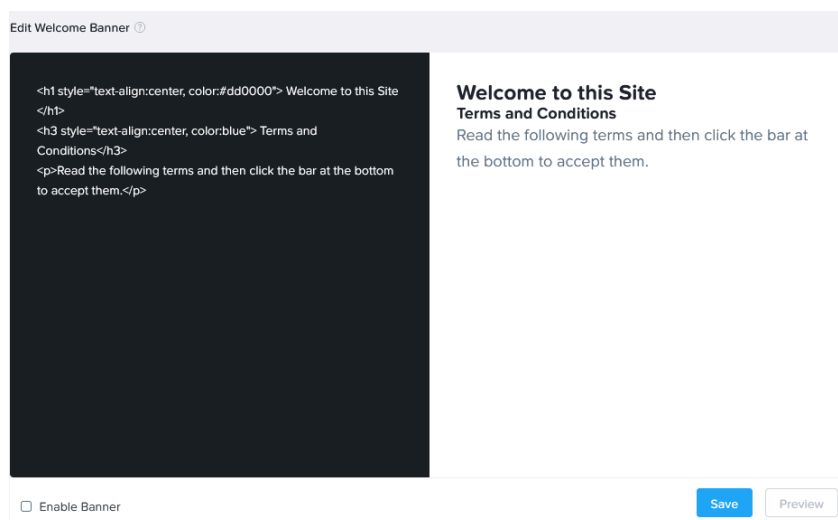 Edit Welcome Banner
<h1 style="text-align:center, color:#dd0000"> Welcome to this Site
</h1>
<h3 style="text-align:center, color:blue"> Terms and
Conditions</h3>
<p>Read the following terms and then click the bar at the bottom
to accept them.</p>
Welcome to this Site
Terms and Conditions
Read the following terms and then click the bar at
the bottom to accept them.
Enable Banner
Save
Preview